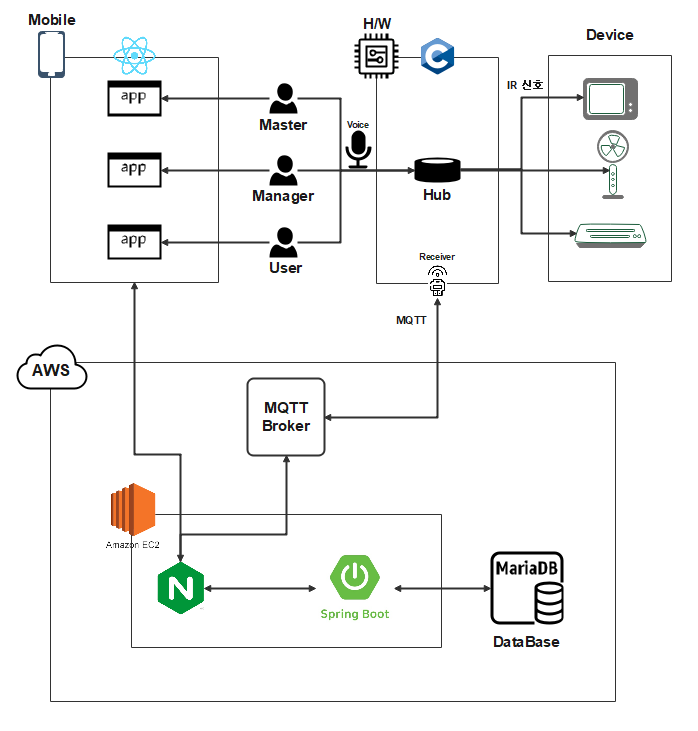 Mobile
H/W
Device
C
IR 신호
app
Master
Voice
app
Manager
Hub
app
User
Receiver
MQTT
AWS
MQTT
Broker
Amazon EC2
N
Spring Boot
MariaDB
DataBase